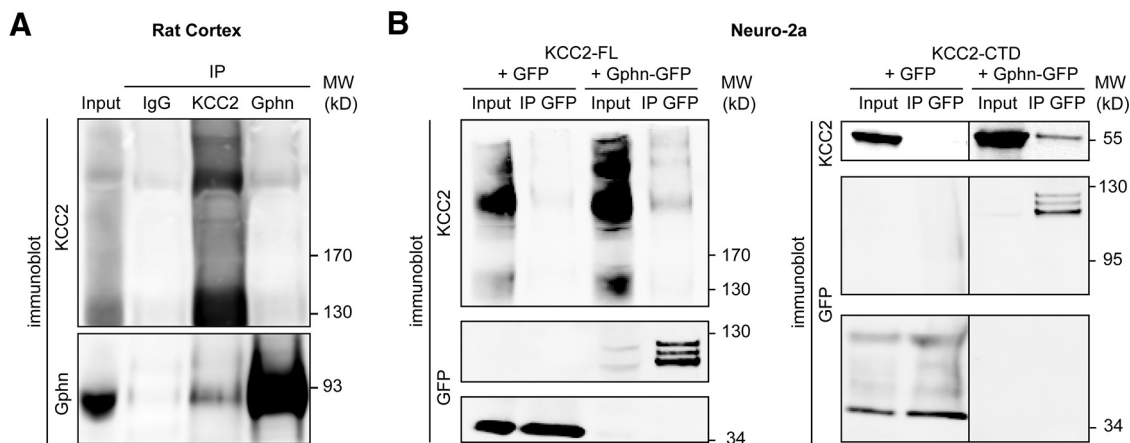 A
Rat Cortex
IP
Input IgG KCC2 Gphn
MW
(kD)
immunoblot
KCC2
170
130
Gphn
93
B
Neuro-2a
KCC2-FL
+ GFP + Gphn-GFP
Input IP GFP Input IP GFP
MW
(kD)
immunoblot
KCC2
170
130
GFP
130
34
KCC2-CTD
+ GFP + Gphn-GFP
Input IP GFP Input IP GFP
MW
(kD)
immunoblot
KCC2
55
130
95
GFP
34